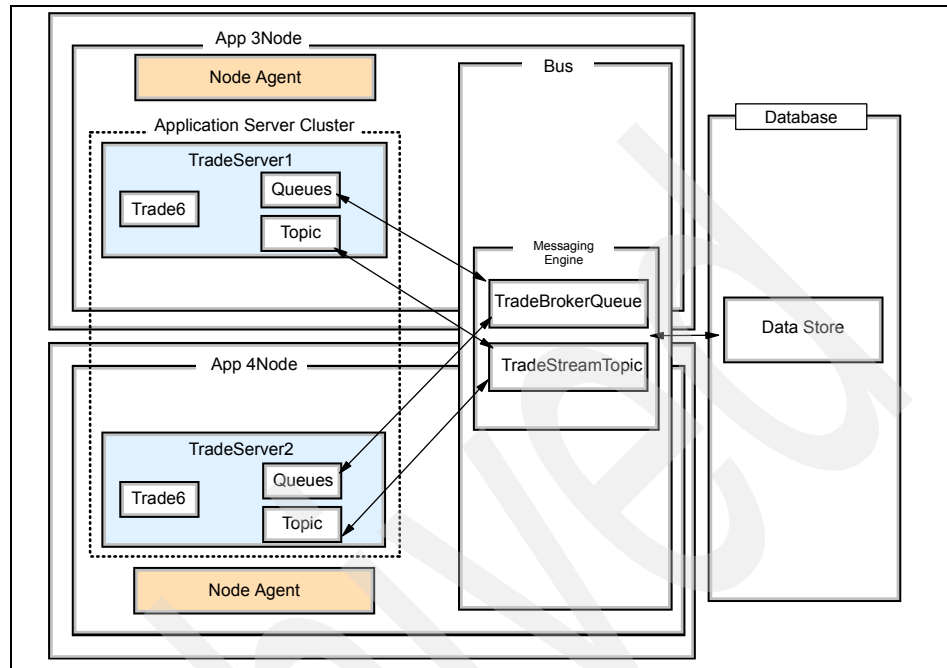 App 3Node
Node Agent
Bus
Database
Application Server Cluster
TradeServer1
Queues
Trade6
Topic
Messaging
Engine
TradeBrokerQueue
TradeStreamTopic
Data Store
App 4Node
TradeServer2
Queues
Trade6
Topic
Node Agent